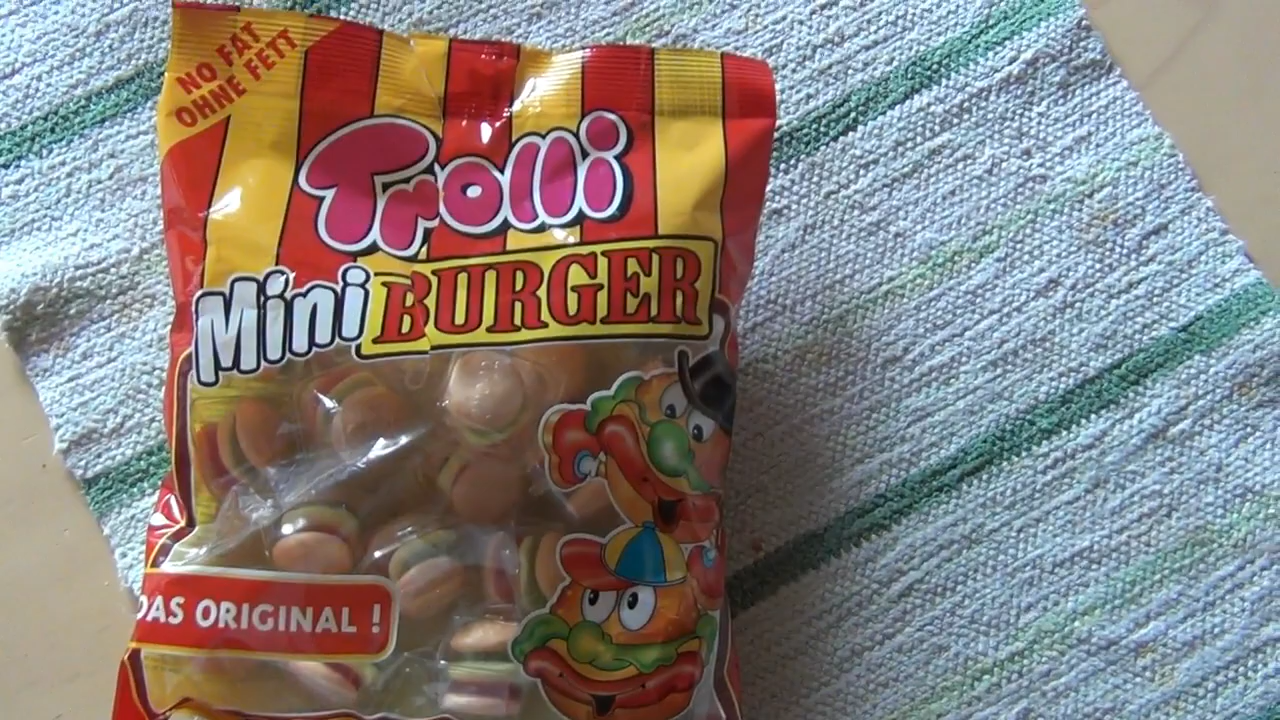 NO FAT
OHNE FETT
Trolli
Mini BURGER
DAS ORIGINAL !